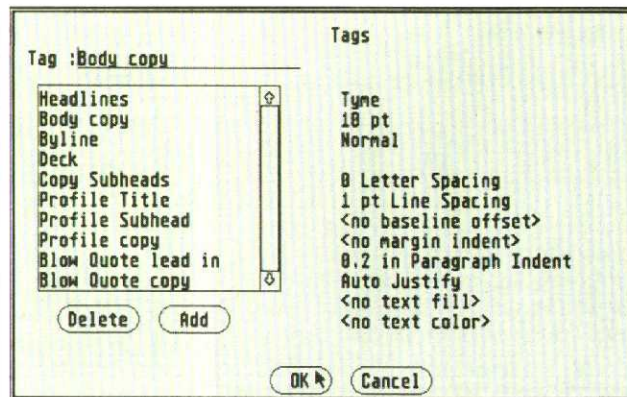 Tags
Tag :Body copy
Headlines
Body copy
Byline
Deck
Copy Subheads
Profile Title
Profile Subhead
Profile copy
Blow Quote lead in
Blow Quote copy
Delete
Add
Tyme
10 pt
Normal
0 Letter Spacing
1 pt Line Spacing
<no baseline offset>
<no margin indent>
0.2 in Paragraph Indent
Auto Justify
<no text fill>
<no text color>
OK
Cancel